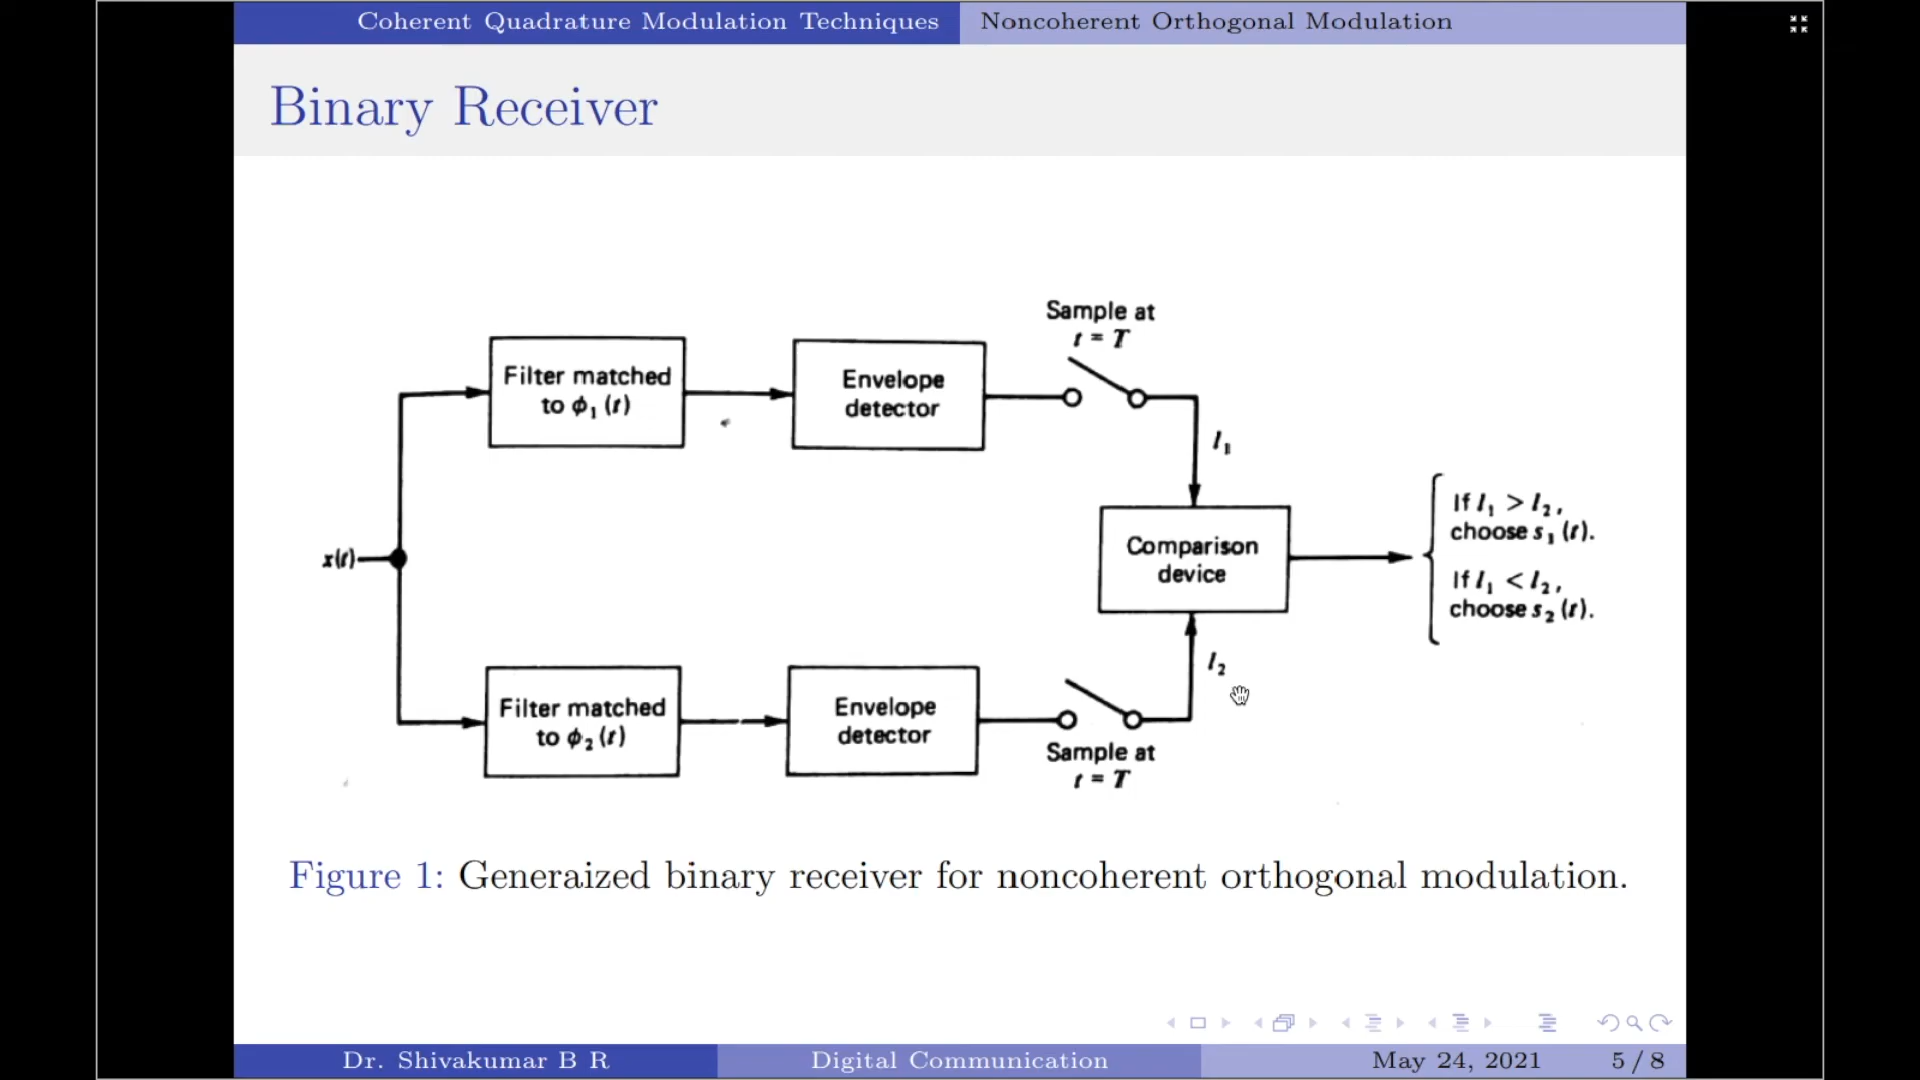 Coherent Quadrature Modulation Techniques
Noncoherent Orthogonal Modulation
Binary Receiver
Sample at
t = T
Filter matched
to ϕ₁ (t)
Envelope
detector
l₁
x(t)
Comparison
device
If l₁ > l₂,
choose s₁ (t).
If l₁ < l₂,
choose s₂ (t).
l₂
Filter matched
to ϕ₂ (t)
Envelope
detector
Sample at
t = T
Figure 1: Generaized binary receiver for noncoherent orthogonal modulation.
Dr. Shivakumar B R
Digital Communication
May 24, 2021
5 / 8